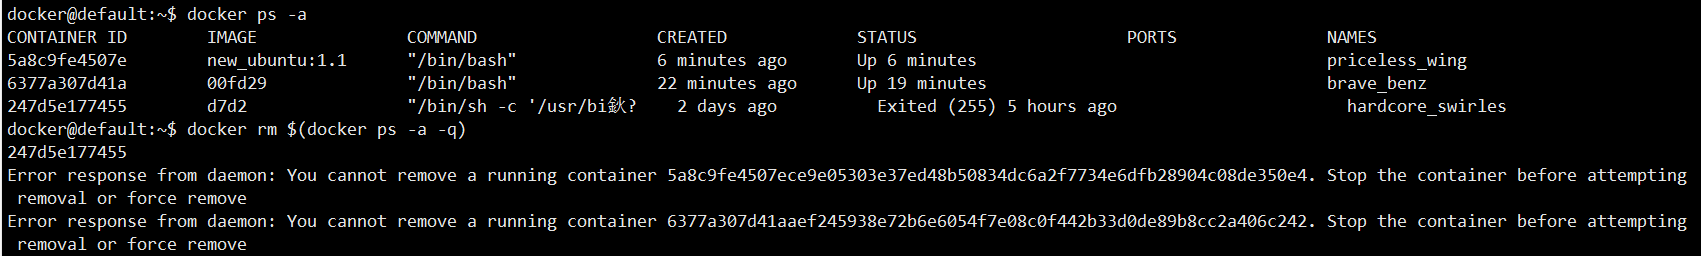 docker@default:~$ docker ps -a
CONTAINER ID        IMAGE               COMMAND                  CREATED             STATUS                     PORTS               NAMES
5a8c9fe4507e        new_ubuntu:1.1      "/bin/bash"              6 minutes ago       Up 6 minutes                                   priceless_wing
6377a307d41a        00fd29              "/bin/bash"              22 minutes ago      Up 19 minutes                                  brave_benz
247d5e177455        d7d2                "/bin/sh -c '/usr/bi鈥?    2 days ago          Exited (255) 5 hours ago                       hardcore_swirles
docker@default:~$ docker rm $(docker ps -a -q)
247d5e177455
Error response from daemon: You cannot remove a running container 5a8c9fe4507ece9e05303e37ed48b50834dc6a2f7734e6dfb28904c08de350e4. Stop the container before attempting
removal or force remove
Error response from daemon: You cannot remove a running container 6377a307d41aaef245938e72b6e6054f7e08c0f442b33d0de89b8cc2a406c242. Stop the container before attempting
removal or force remove